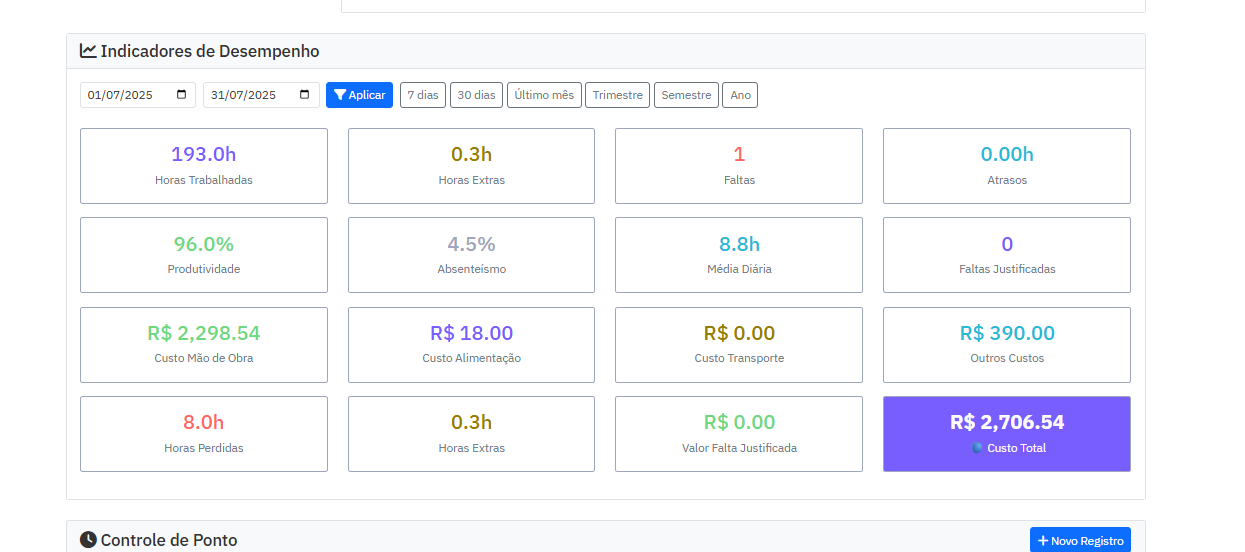 Indicadores de Desempenho
01/07/2025 31/07/2025 Aplicar 7 dias 30 dias Último mês Trimestre Semestre Ano
193.0h 0.3h 1 0.00h
Horas Trabalhadas Horas Extras Faltas Atrasos
96.0% 4.5% 8.8h 0
Produtividade Absenteísmo Média Diária Faltas Justificadas
R$ 2,298.54 R$ 18.00 R$ 0.00 R$ 390.00
Custo Mão de Obra Custo Alimentação Custo Transporte Outros Custos
8.0h 0.3h R$ 0.00 R$ 2,706.54
Horas Perdidas Horas Extras Valor Falta Justificada Custo Total
Controle de Ponto + Novo Registro